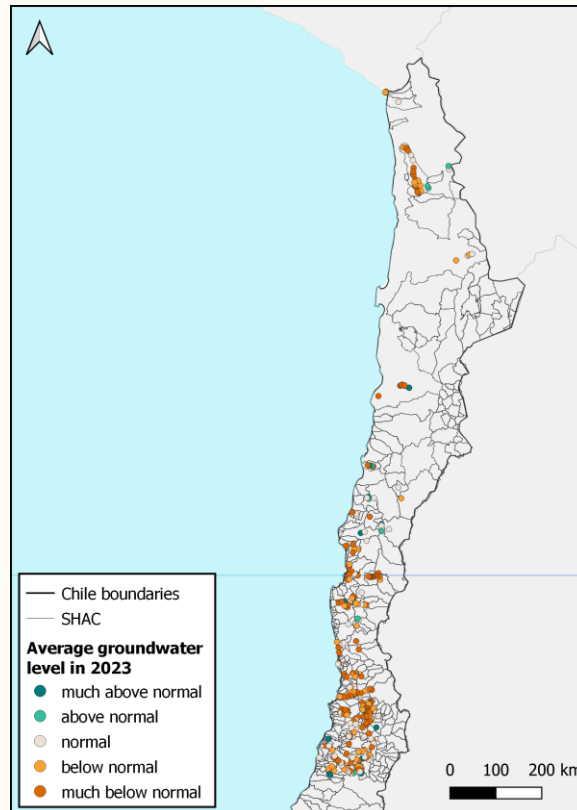 Chile boundaries
SHAC
Average groundwater
level in 2023
much above normal
above normal
normal
below normal
much below normal
0 100 200 km